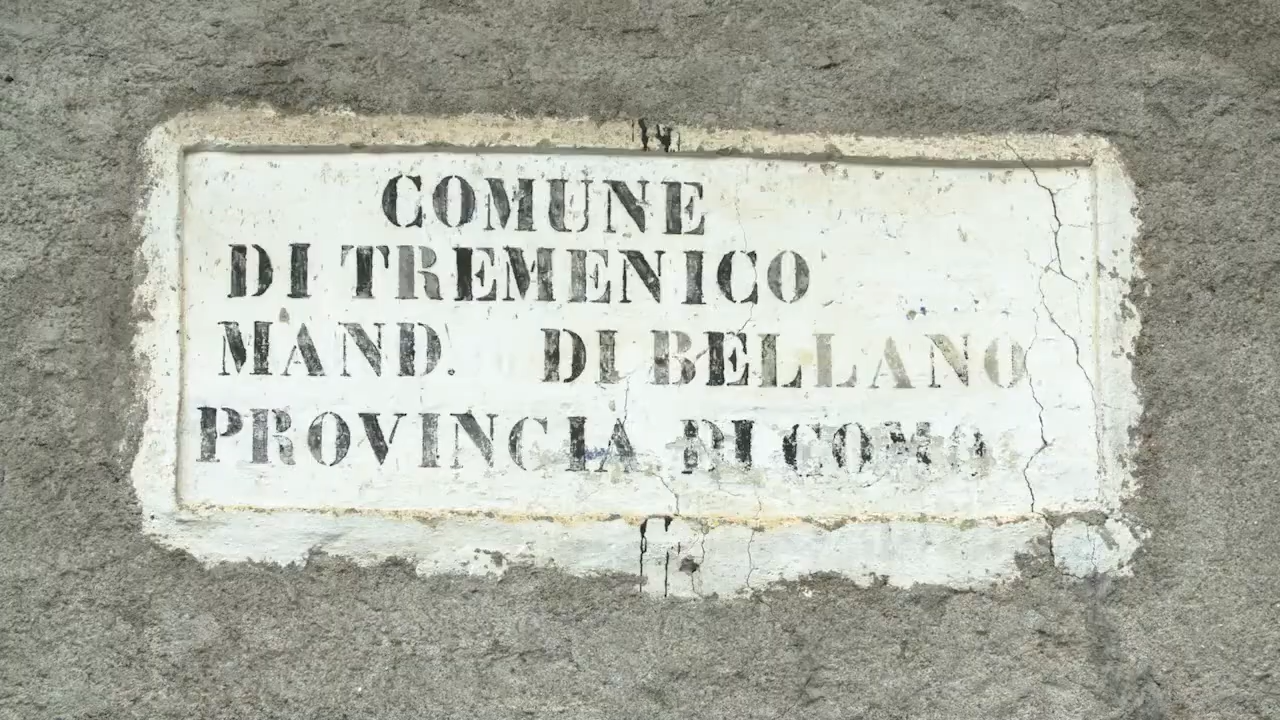 COMUNE
DI TREMENICO
MAND. DI BELLANO
PROVINCIA DI COMO